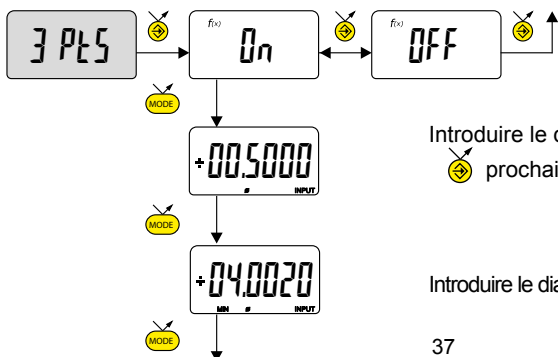 3 Pts
f(x)
On
f(x)
OFF
MODE
+00.5000
ø INPUT
Introduire le
prochai
MODE
+04.0020
MIN ø INPUT
Introduire le dia
MODE
37